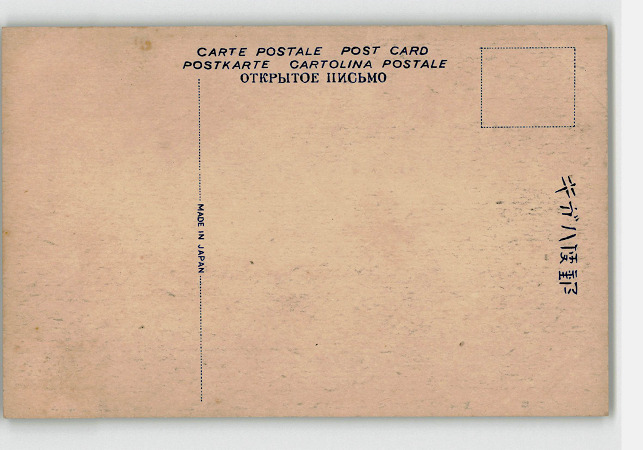 CARTE POSTALE POST CARD
POSTKARTE CARTOLINA POSTALE
ОТКРЫТОЕ ПИСЬМО
MADE IN JAPAN
郵便ハガキ